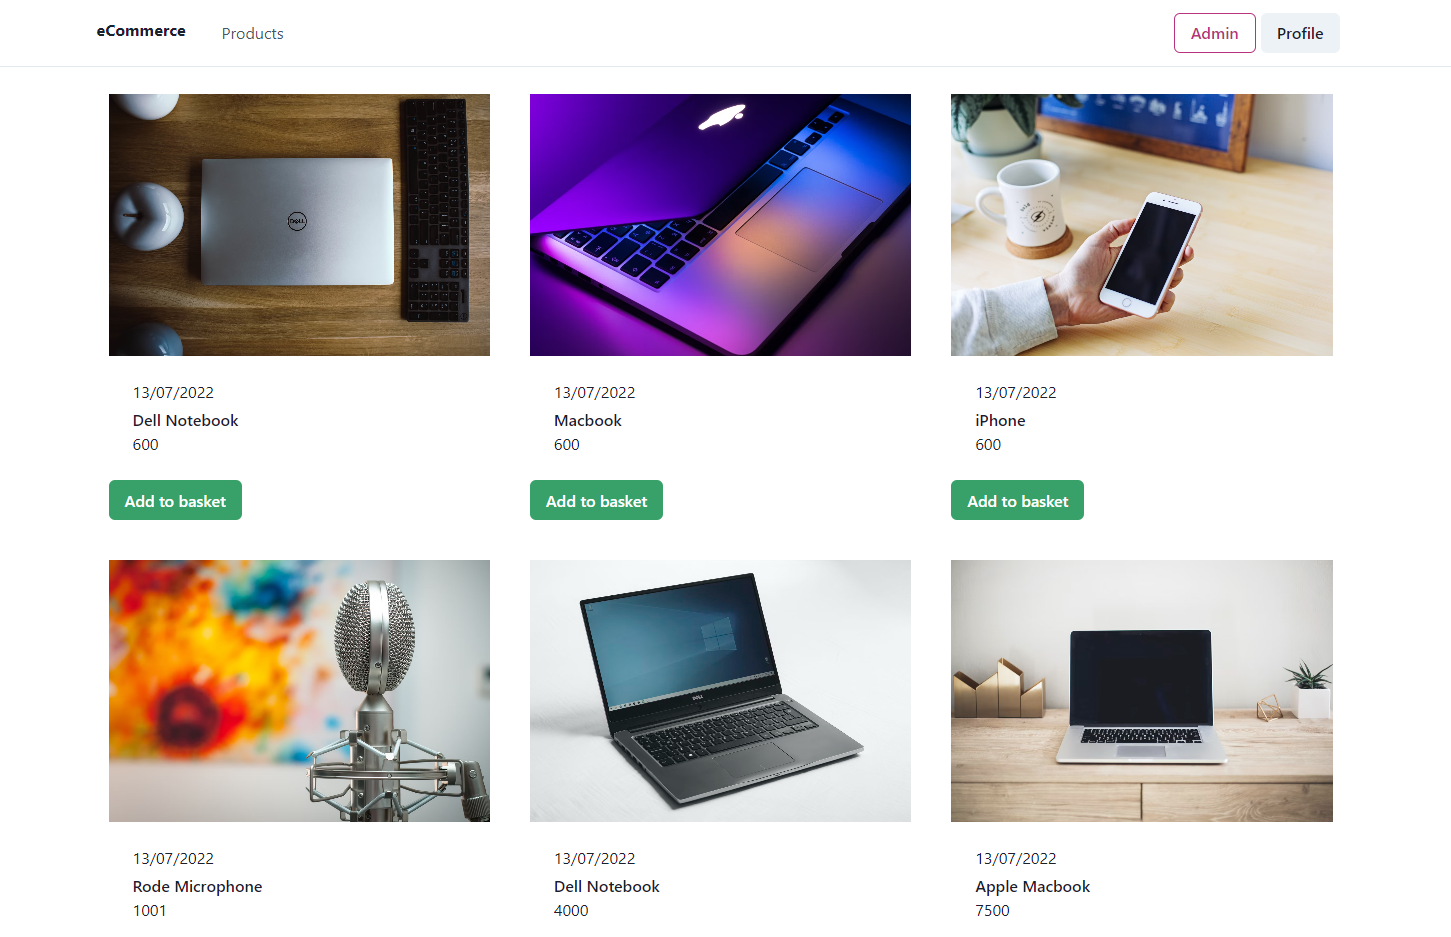 eCommerce Products Admin Profile
DELL
13/07/2022
Dell Notebook
600
Add to basket
13/07/2022
Macbook
600
Add to basket
13/07/2022
iPhone
600
Add to basket
13/07/2022
Rode Microphone
1001
DELL
13/07/2022
Dell Notebook
4000
13/07/2022
Apple Macbook
7500